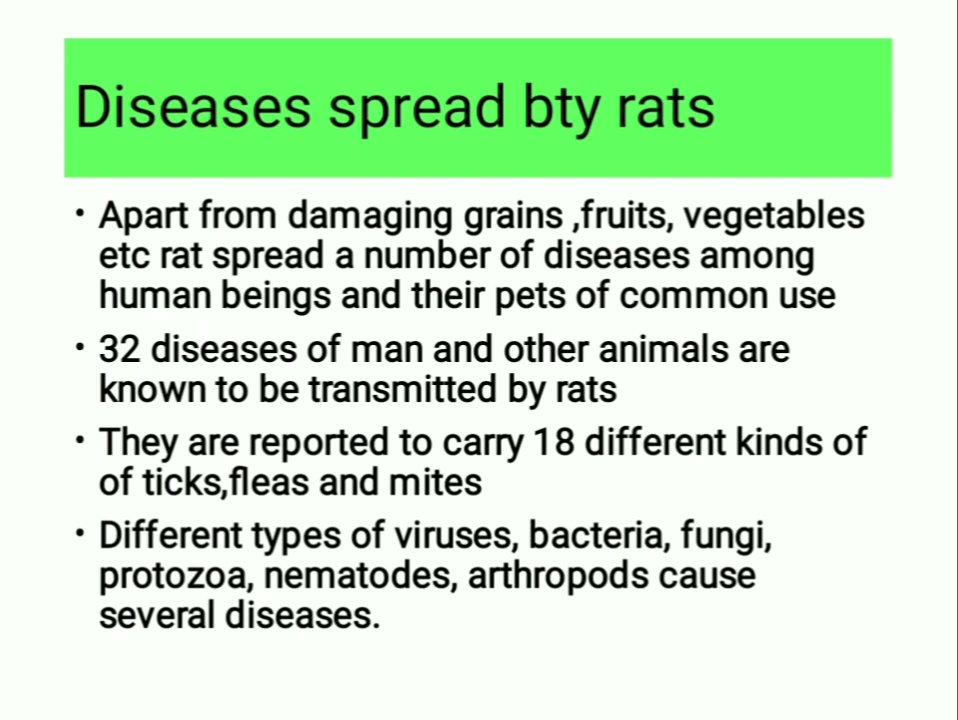 Diseases spread bty rats
• Apart from damaging grains ,fruits, vegetables
etc rat spread a number of diseases among
human beings and their pets of common use
• 32 diseases of man and other animals are
known to be transmitted by rats
• They are reported to carry 18 different kinds of
of ticks,fleas and mites
• Different types of viruses, bacteria, fungi,
protozoa, nematodes, arthropods cause
several diseases.